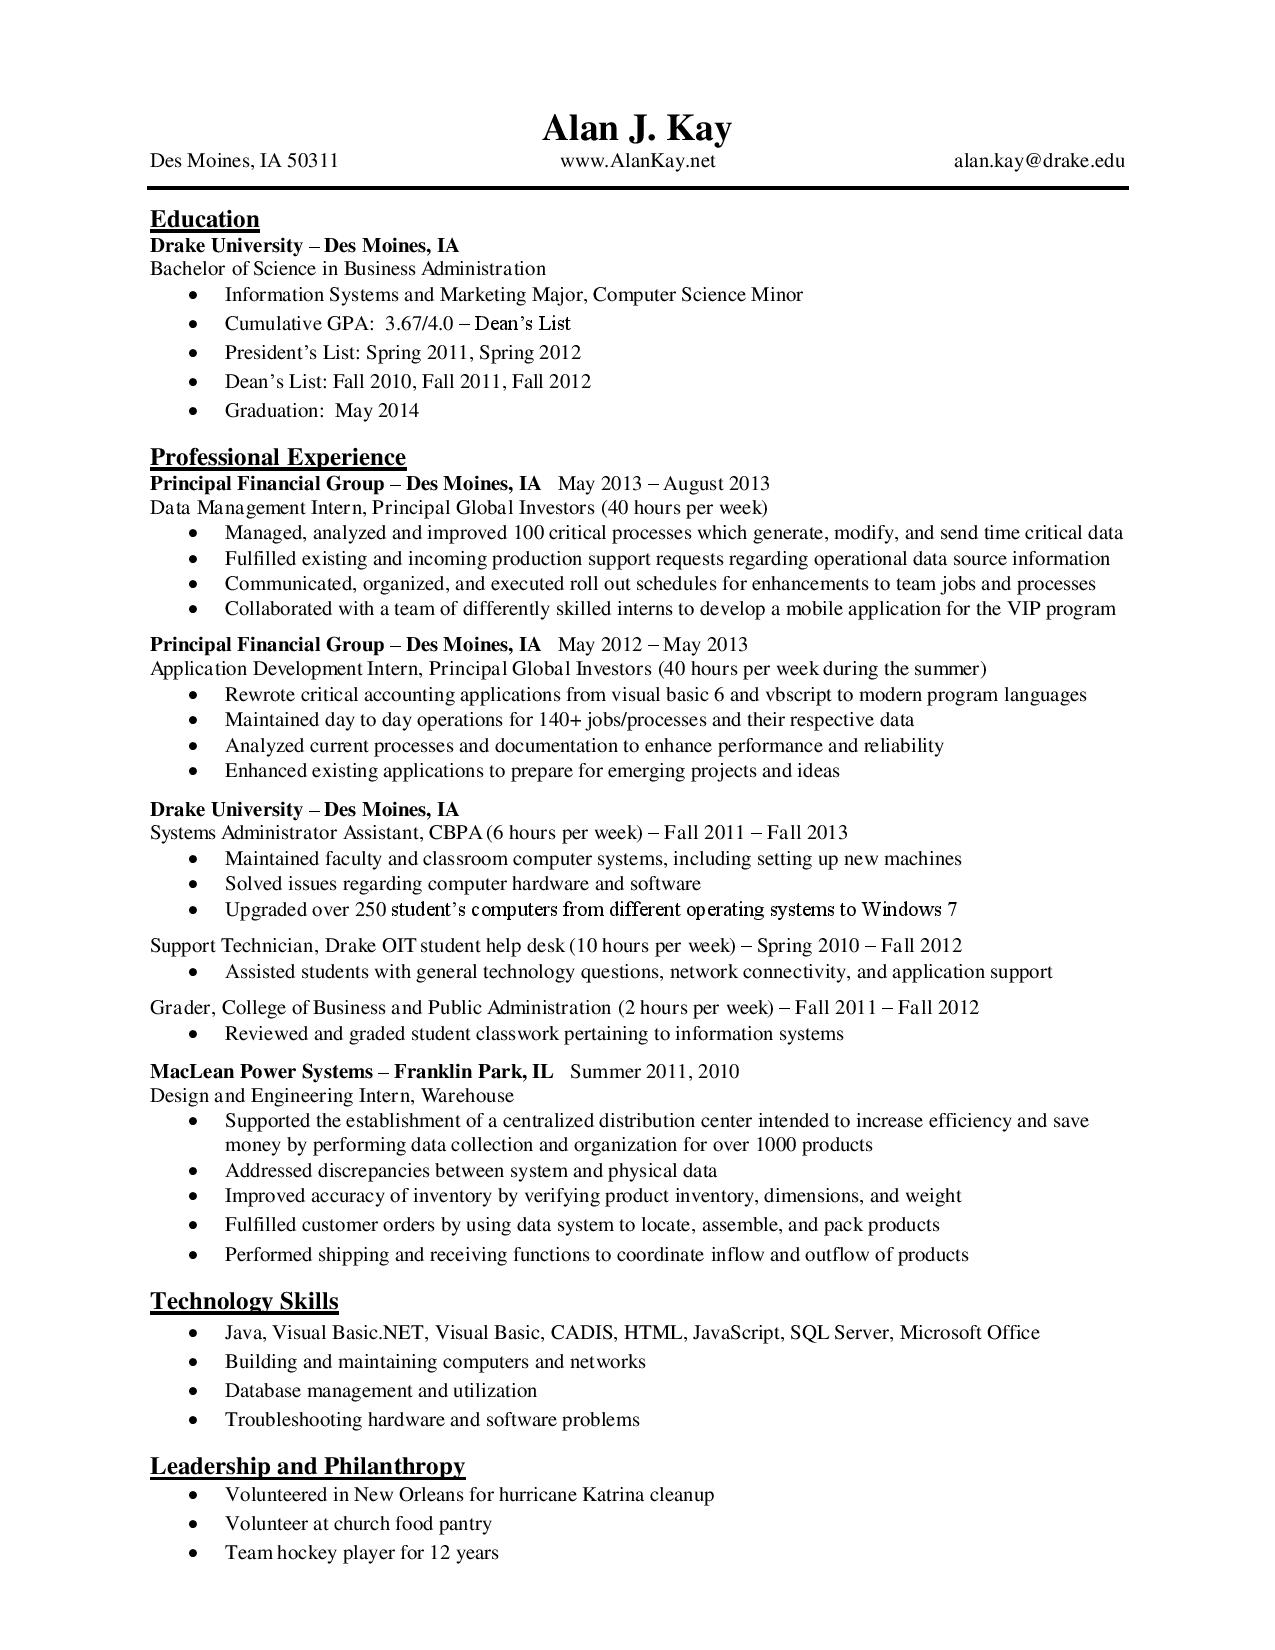 Alan J. Kay
Des Moines, IA 50311 www.AlanKay.net alan.kay@drake.edu
Education
Drake University – Des Moines, IA
Bachelor of Science in Business Administration
• Information Systems and Marketing Major, Computer Science Minor
• Cumulative GPA: 3.67/4.0 – Dean’s List
• President’s List: Spring 2011, Spring 2012
• Dean’s List: Fall 2010, Fall 2011, Fall 2012
• Graduation: May 2014
Professional Experience
Principal Financial Group – Des Moines, IA May 2013 – August 2013
Data Management Intern, Principal Global Investors (40 hours per week)
• Managed, analyzed and improved 100 critical processes which generate, modify, and send time critical data
• Fulfilled existing and incoming production support requests regarding operational data source information
• Communicated, organized, and executed roll out schedules for enhancements to team jobs and processes
• Collaborated with a team of differently skilled interns to develop a mobile application for the VIP program
Principal Financial Group – Des Moines, IA May 2012 – May 2013
Application Development Intern, Principal Global Investors (40 hours per week during the summer)
• Rewrote critical accounting applications from visual basic 6 and vbscript to modern program languages
• Maintained day to day operations for 140+ jobs/processes and their respective data
• Analyzed current processes and documentation to enhance performance and reliability
• Enhanced existing applications to prepare for emerging projects and ideas
Drake University – Des Moines, IA
Systems Administrator Assistant, CBPA (6 hours per week) – Fall 2011 – Fall 2013
• Maintained faculty and classroom computer systems, including setting up new machines
• Solved issues regarding computer hardware and software
• Upgraded over 250 student’s computers from different operating systems to Windows 7
Support Technician, Drake OIT student help desk (10 hours per week) – Spring 2010 – Fall 2012
• Assisted students with general technology questions, network connectivity, and application support
Grader, College of Business and Public Administration (2 hours per week) – Fall 2011 – Fall 2012
• Reviewed and graded student classwork pertaining to information systems
MacLean Power Systems – Franklin Park, IL Summer 2011, 2010
Design and Engineering Intern, Warehouse
• Supported the establishment of a centralized distribution center intended to increase efficiency and save
money by performing data collection and organization for over 1000 products
• Addressed discrepancies between system and physical data
• Improved accuracy of inventory by verifying product inventory, dimensions, and weight
• Fulfilled customer orders by using data system to locate, assemble, and pack products
• Performed shipping and receiving functions to coordinate inflow and outflow of products
Technology Skills
• Java, Visual Basic.NET, Visual Basic, CADIS, HTML, JavaScript, SQL Server, Microsoft Office
• Building and maintaining computers and networks
• Database management and utilization
• Troubleshooting hardware and software problems
Leadership and Philanthropy
• Volunteered in New Orleans for hurricane Katrina cleanup
• Volunteer at church food pantry
• Team hockey player for 12 years